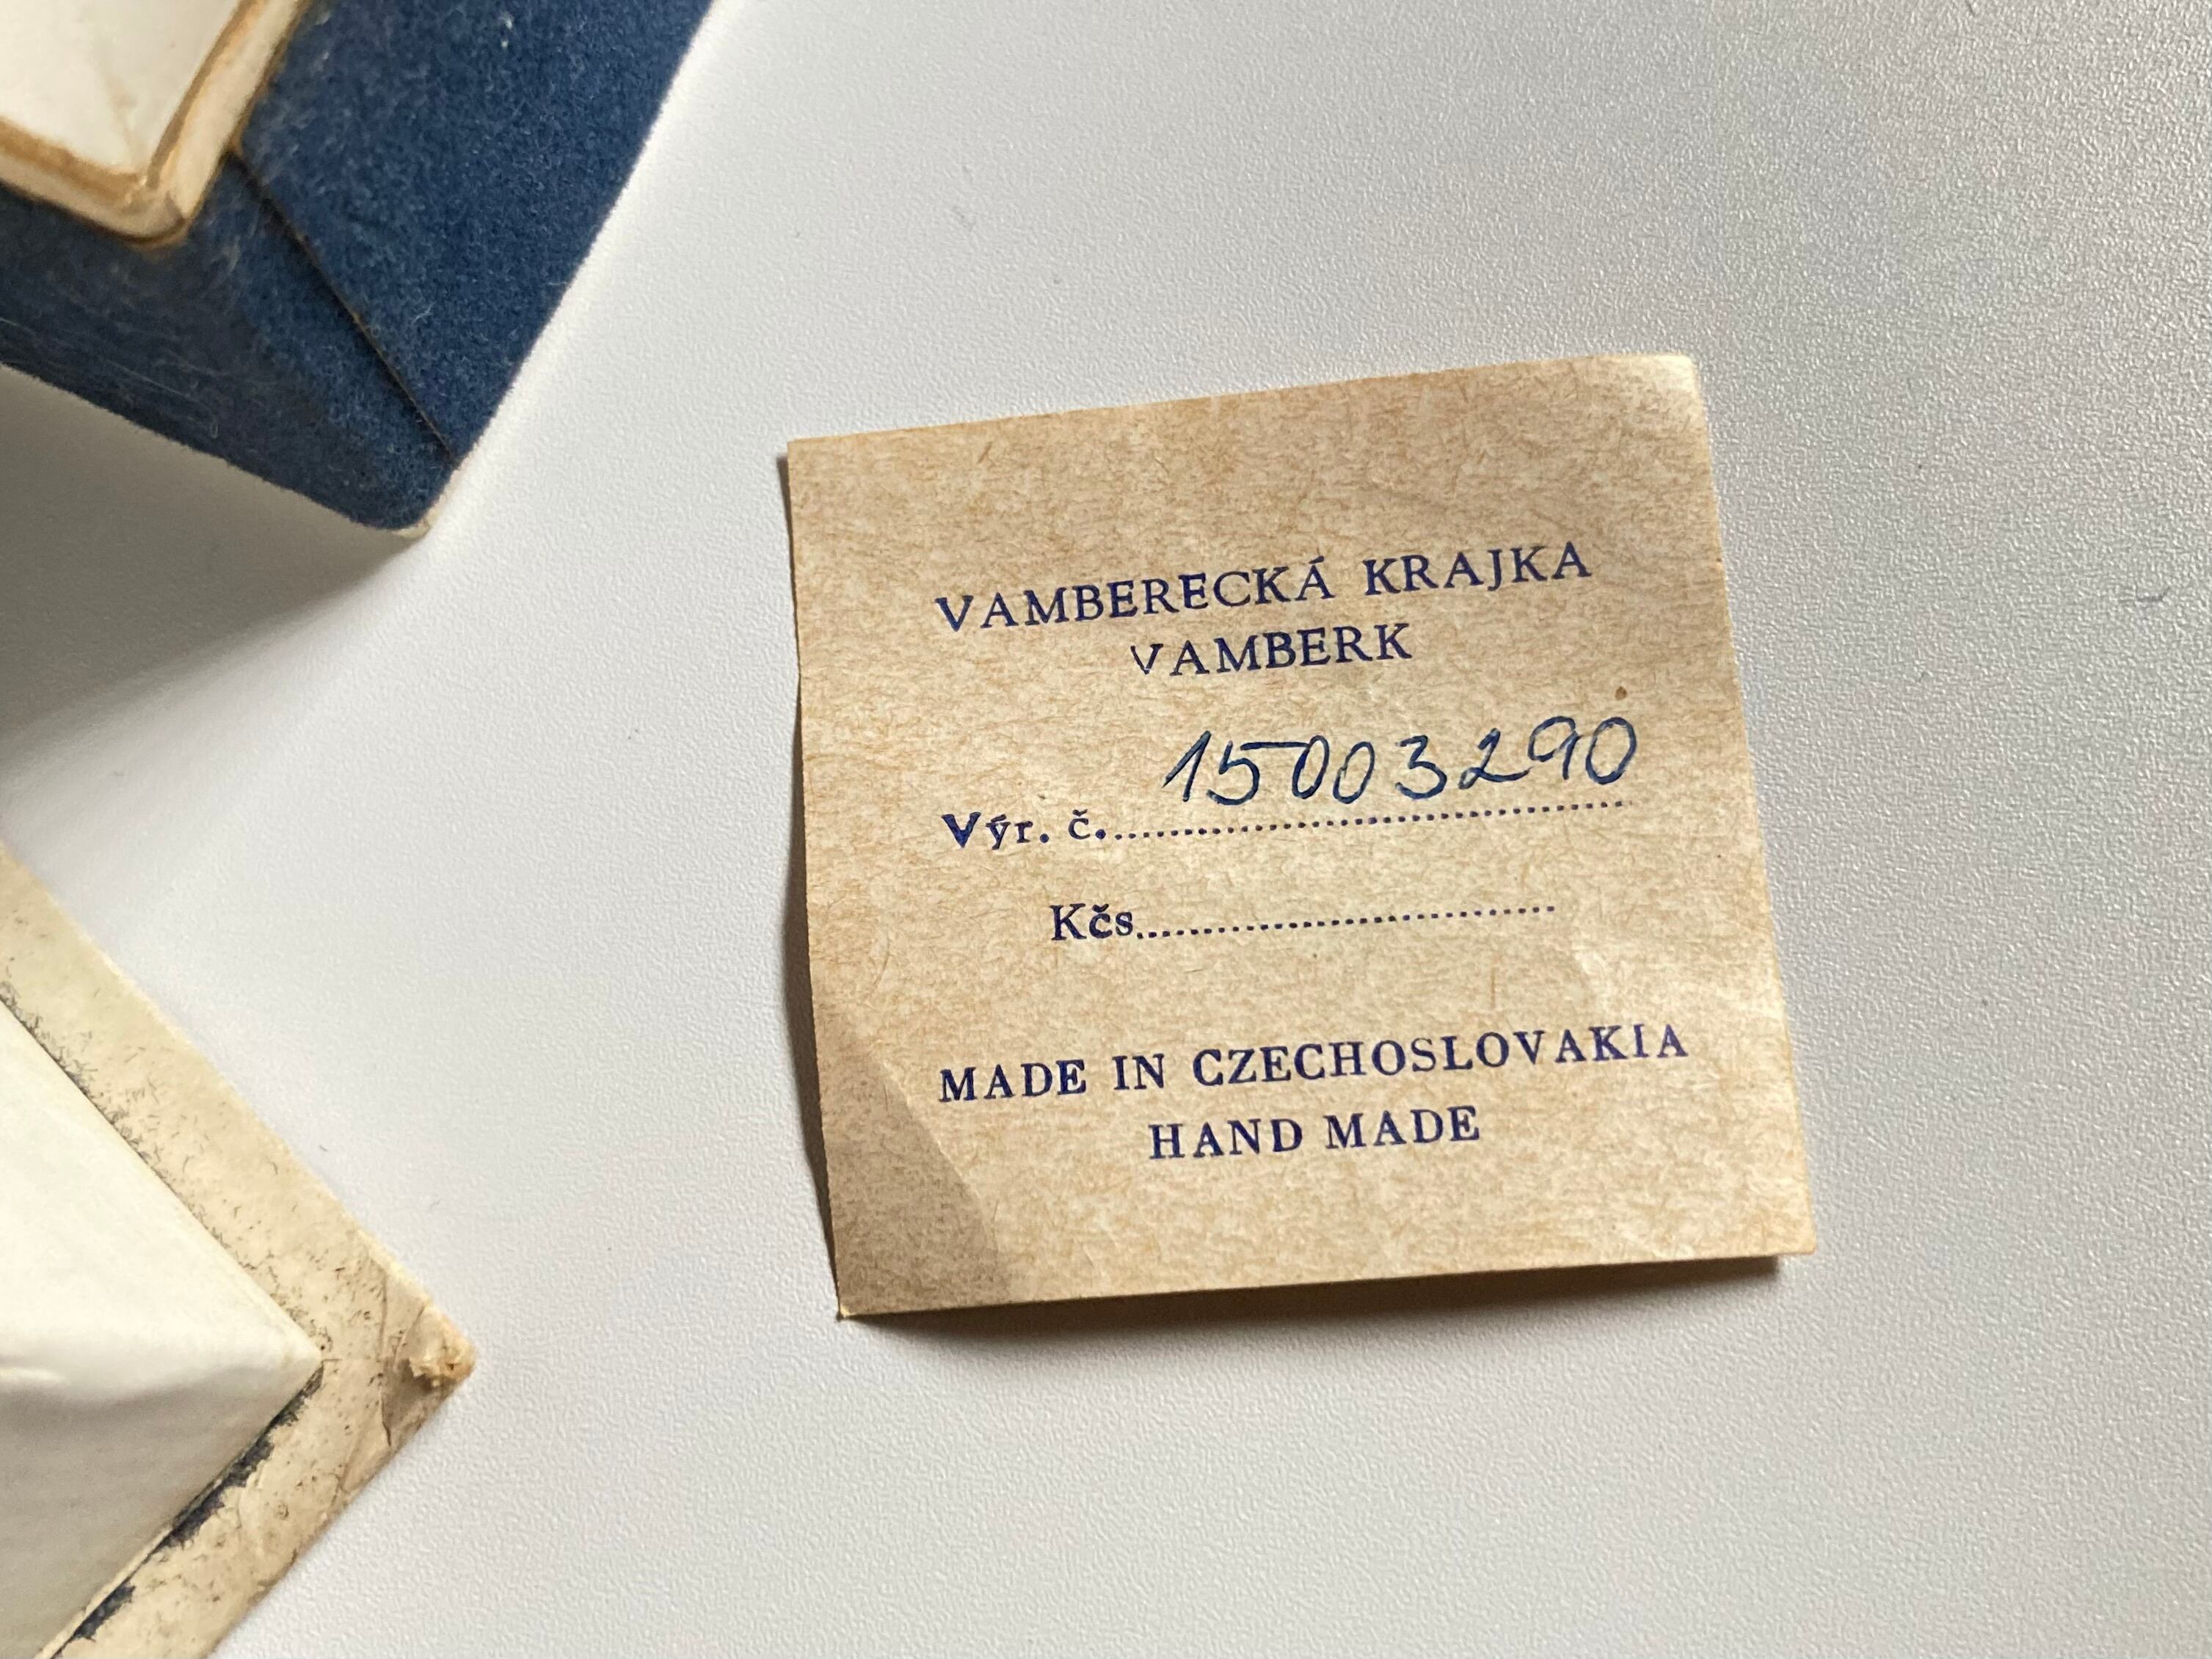 VAMBERECKÁ KRAJKA
VAMBERK
Výr. č. 15003290
Kčs
MADE IN CZECHOSLOVAKIA
HAND MADE